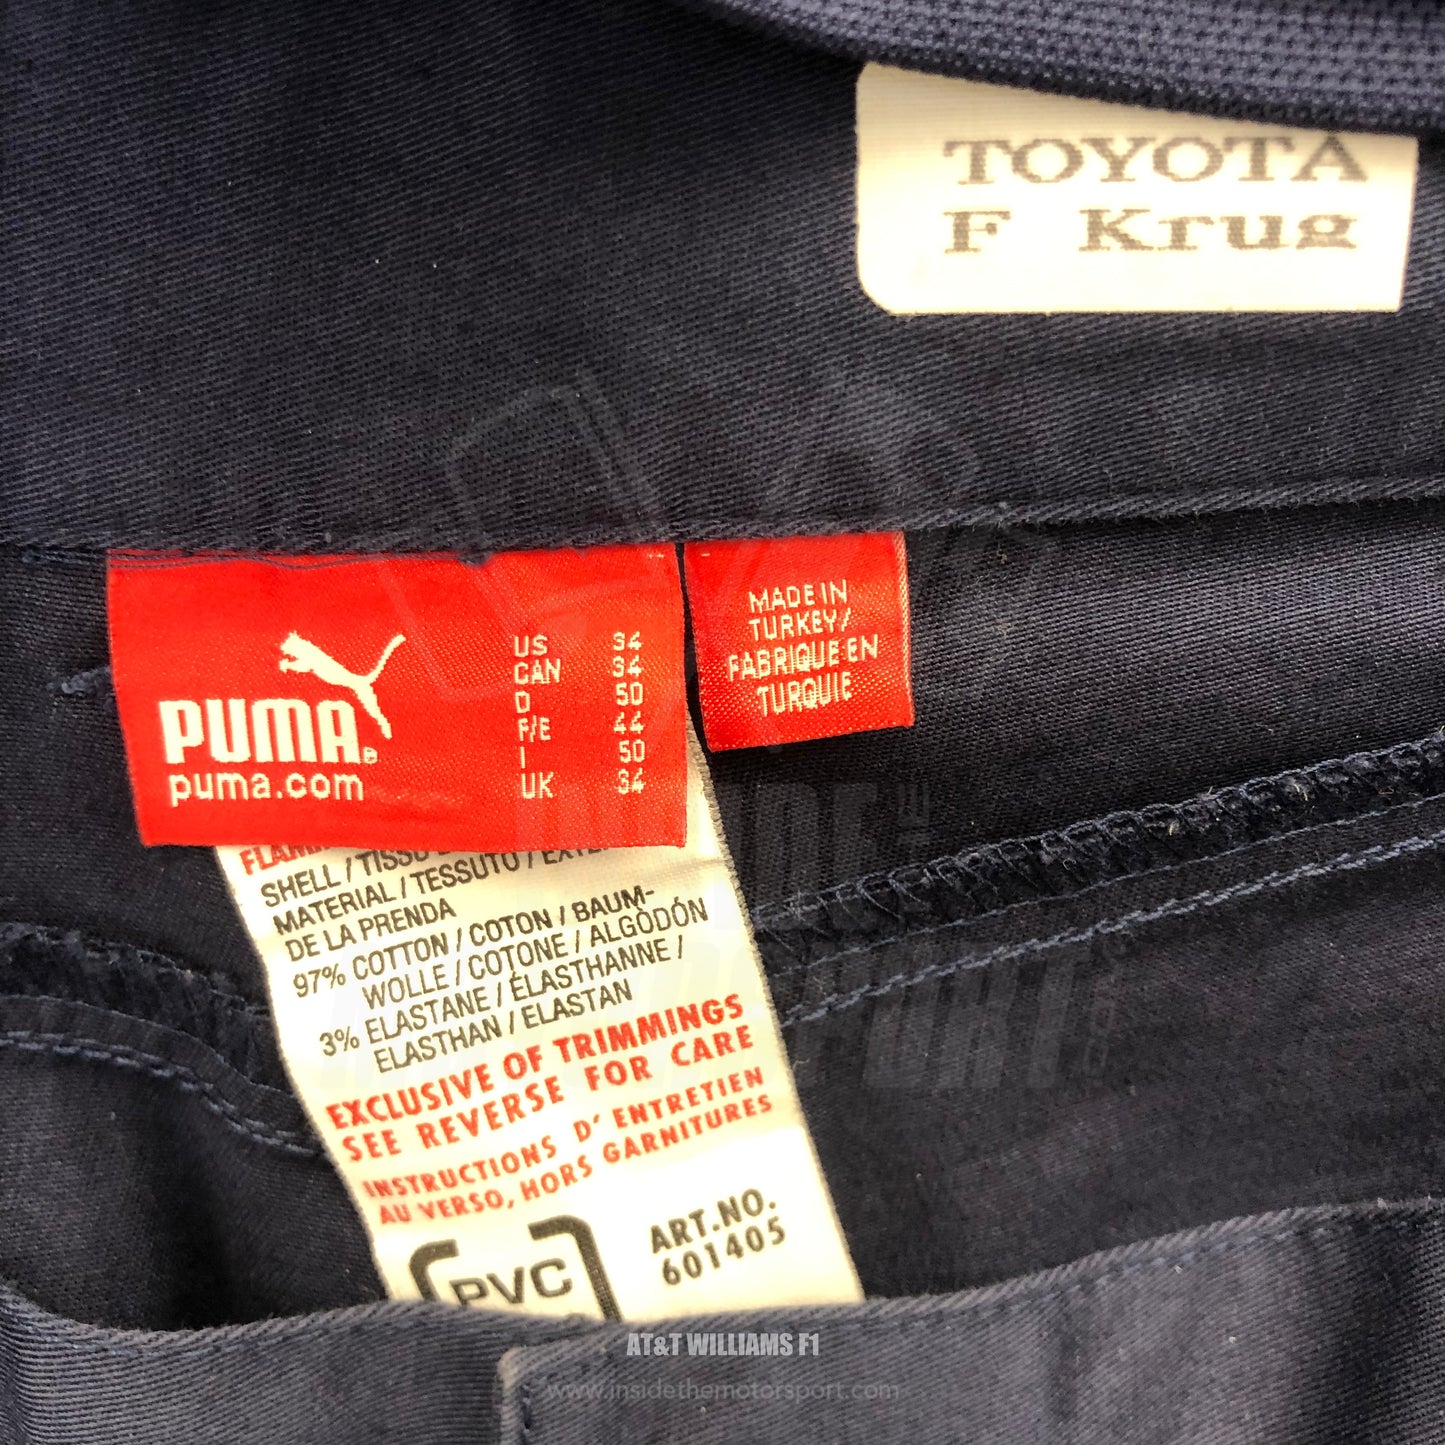 TOYOTA
F Krug
PUMA®
puma.com
US 34
CAN 34
D 50
F/E 44
I 50
UK 34
MADE IN
TURKEY/
FABRIQUE EN
TURQUIE
SHELL / TISSU
MATERIAL / TESSUTO /
DE LA PRENDA
97% COTTON / COTON / BAUM-
WOLLE / COTONE / ALGODÓN
3% ELASTANE / ÉLASTHANNE /
ELASTHAN / ELASTAN
EXCLUSIVE OF TRIMMINGS
SEE REVERSE FOR CARE
INSTRUCTIONS D' ENTRETIEN
AU VERSO, HORS GARNITURES
ART.NO.
601405
PVC
AT&T WILLIAMS F1
www.insidethemotorsport.com